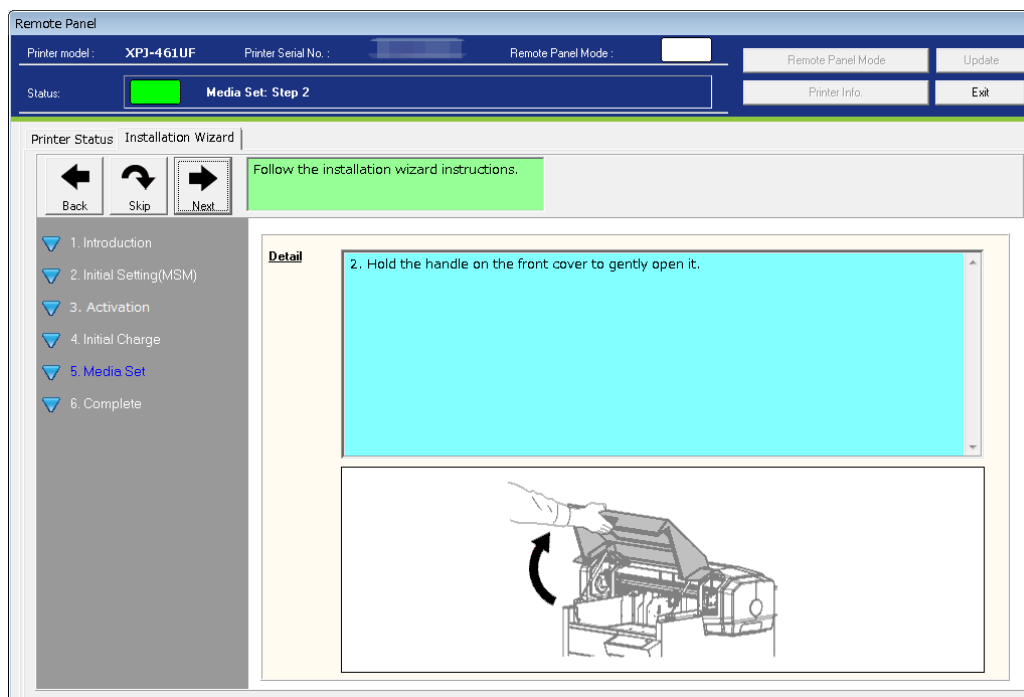 Remote Panel
Printer model : XPJ-461UF Printer Serial No. : Remote Panel Mode :
Remote Panel Mode Update
Status: Media Set: Step 2
Printer Info. Exit
Printer Status Installation Wizard
Back Skip Next
Follow the installation wizard instructions.
1. Introduction
2. Initial Setting(MSM)
3. Activation
4. Initial Charge
5. Media Set
6. Complete
Detail
2. Hold the handle on the front cover to gently open it.